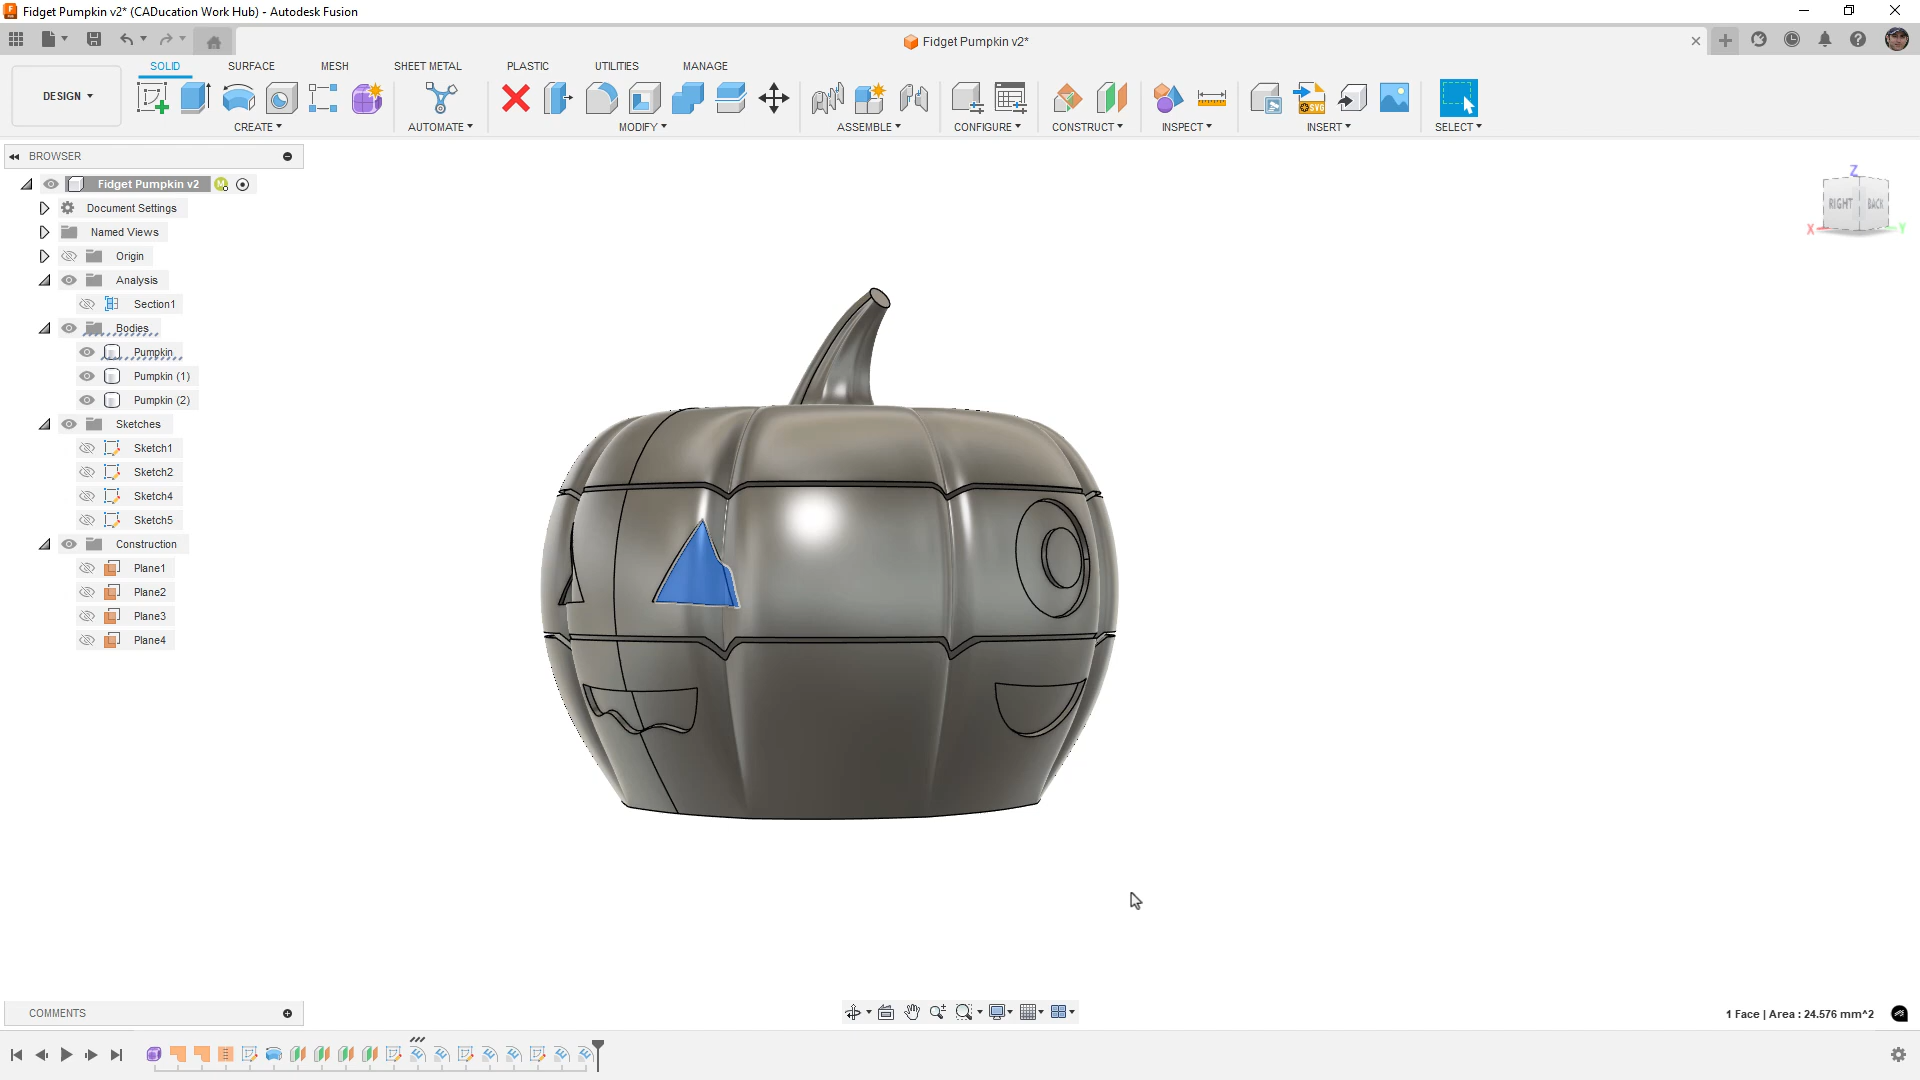 Fidget Pumpkin v2* (CADucation Work Hub) - Autodesk Fusion
Fidget Pumpkin v2*
SOLID SURFACE MESH SHEET METAL PLASTIC UTILITIES MANAGE
DESIGN
CREATE AUTOMATE MODIFY ASSEMBLE CONFIGURE CONSTRUCT INSPECT INSERT SELECT
BROWSER
Fidget Pumpkin v2
Document Settings
Named Views
Origin
Analysis
Section1
Bodies
Pumpkin
Pumpkin (1)
Pumpkin (2)
Sketches
Sketch1
Sketch2
Sketch4
Sketch5
Construction
Plane1
Plane2
Plane3
Plane4
Z
RIGHT BACK
X Y
COMMENTS
1 Face | Area : 24.576 mm^2